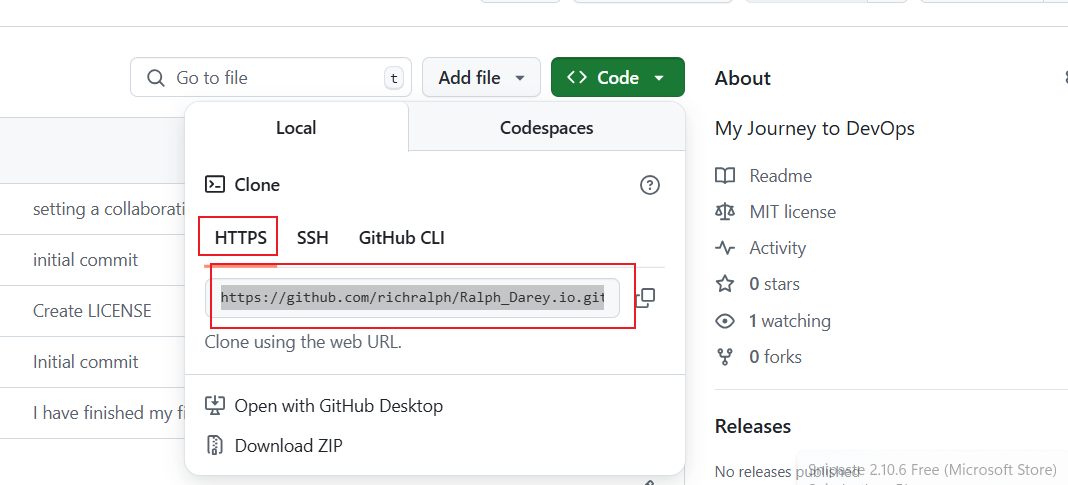 Go to file
t
Add file
Code
About
Local
Codespaces
My Journey to DevOps
Clone
Readme
setting a collaborati
MIT license
HTTPS
SSH
GitHub CLI
Activity
initial commit
0 stars
https://github.com/richralph/Ralph_Darey.io.git
Create LICENSE
1 watching
Clone using the web URL.
0 forks
Initial commit
Open with GitHub Desktop
I have finished my fi
Releases
Download ZIP
No releases published
Snipaste 2.10.6 Free (Microsoft Store)